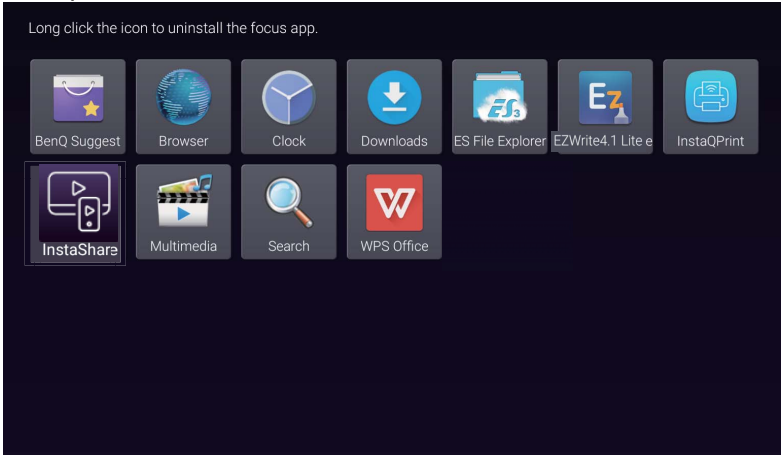 Long click the icon to uninstall the focus app.
BenQ Suggest
Browser
Clock
Downloads
ES File Explorer
EZWrite4.1 Lite e
InstaQPrint
InstaShare
Multimedia
Search
WPS Office